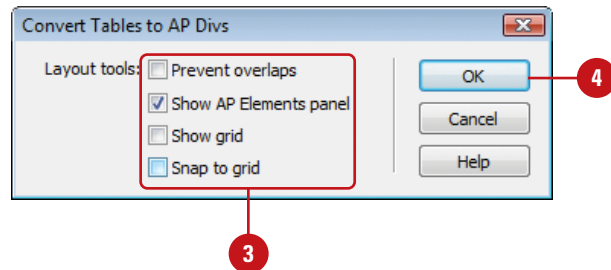 Convert Tables to AP Divs
Layout tools:
Prevent overlaps
Show AP Elements panel
Show grid
Snap to grid
OK
Cancel
Help
4
3